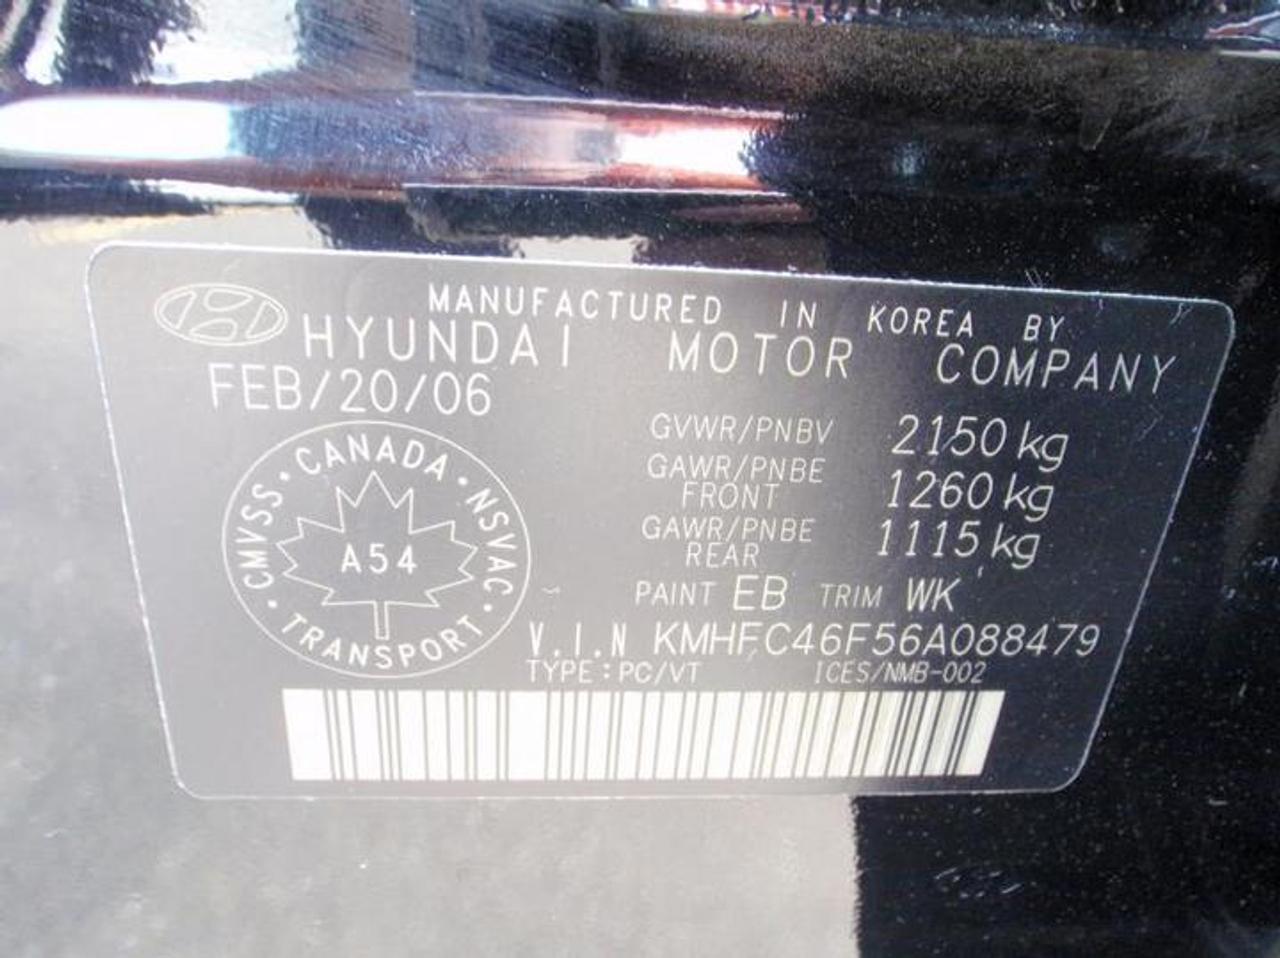 MANUFACTURED IN KOREA BY
HYUNDAI MOTOR COMPANY
FEB/20/06
GVWR/PNBV 2150 kg
GAWR/PNBE FRONT 1260 kg
GAWR/PNBE REAR 1115 kg
PAINT EB TRIM WK
V.I.N KMHFC46F56A088479
TYPE:PC/VT ICES/NMB-002
CANADA · NSVAC · TRANSPORT · CMVSS ·
A54